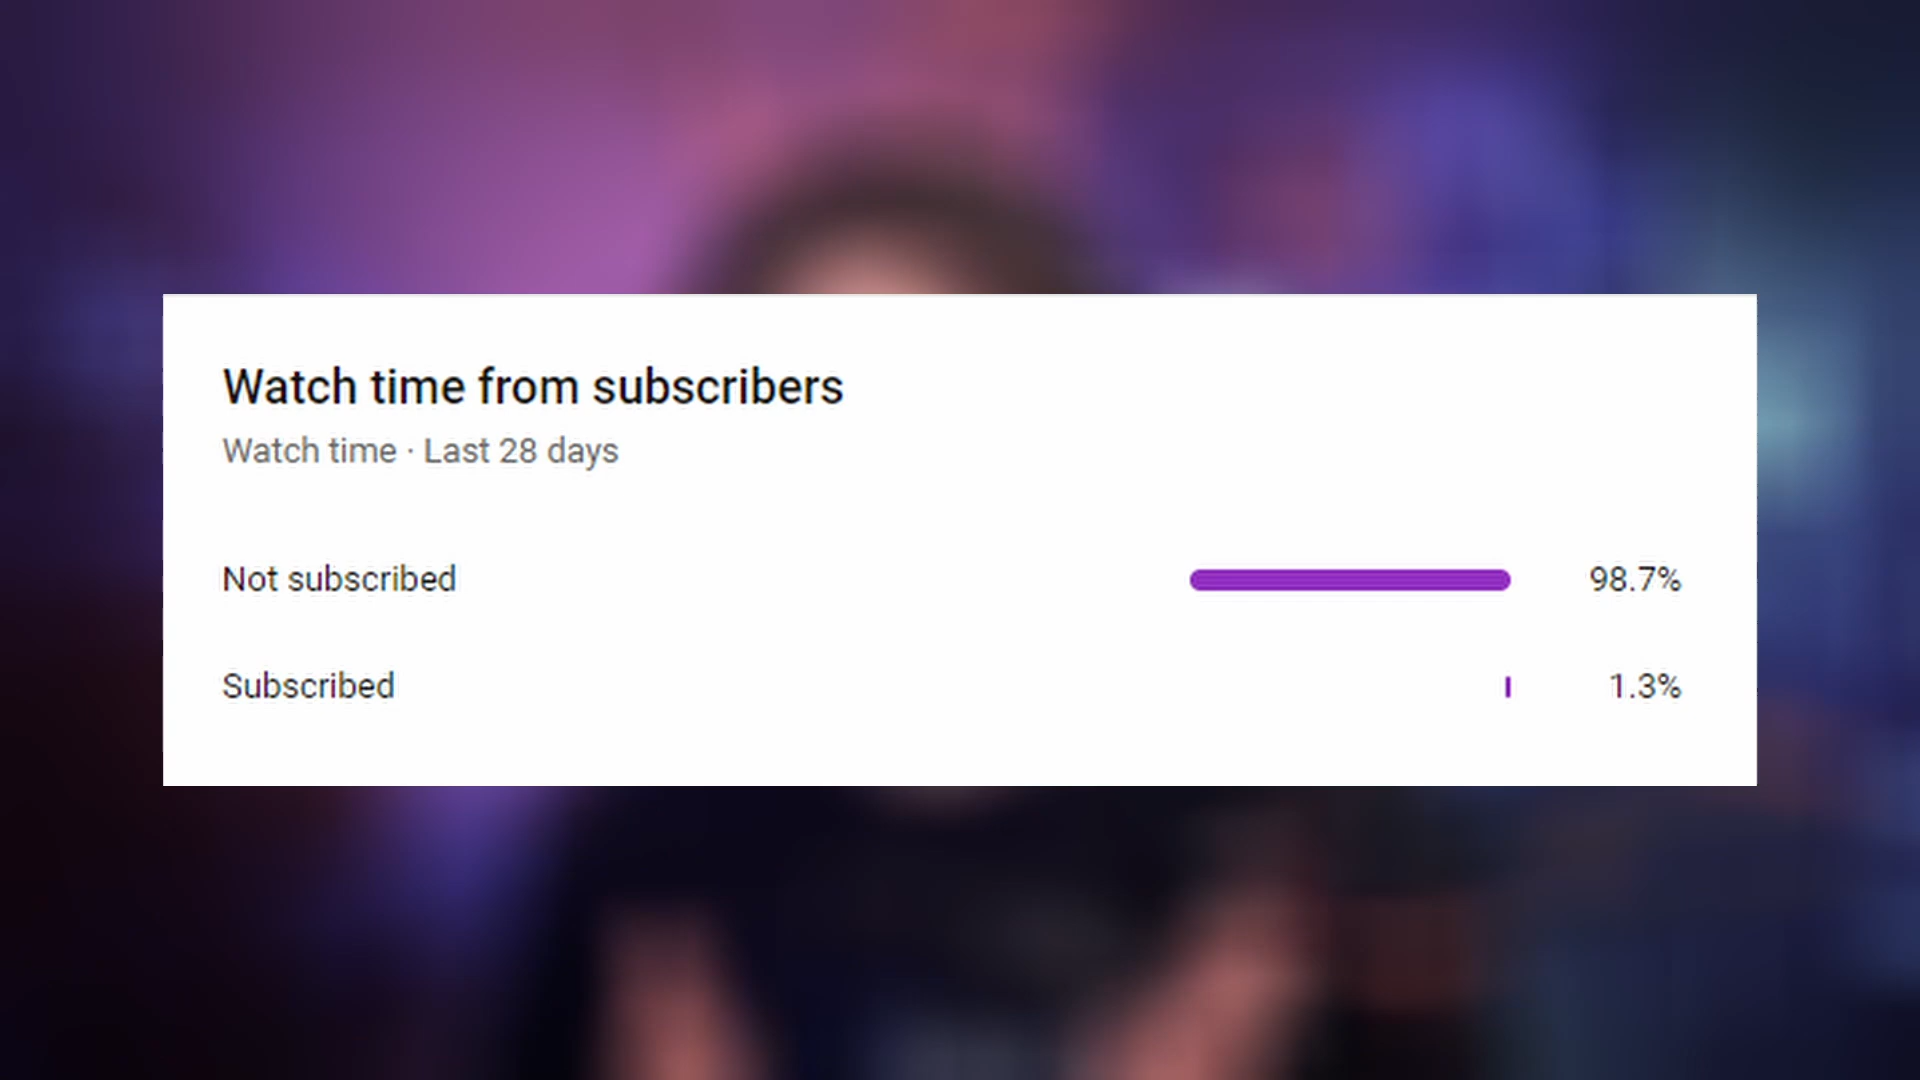 Watch time from subscribers
Watch time · Last 28 days
Not subscribed 98.7%
Subscribed 1.3%